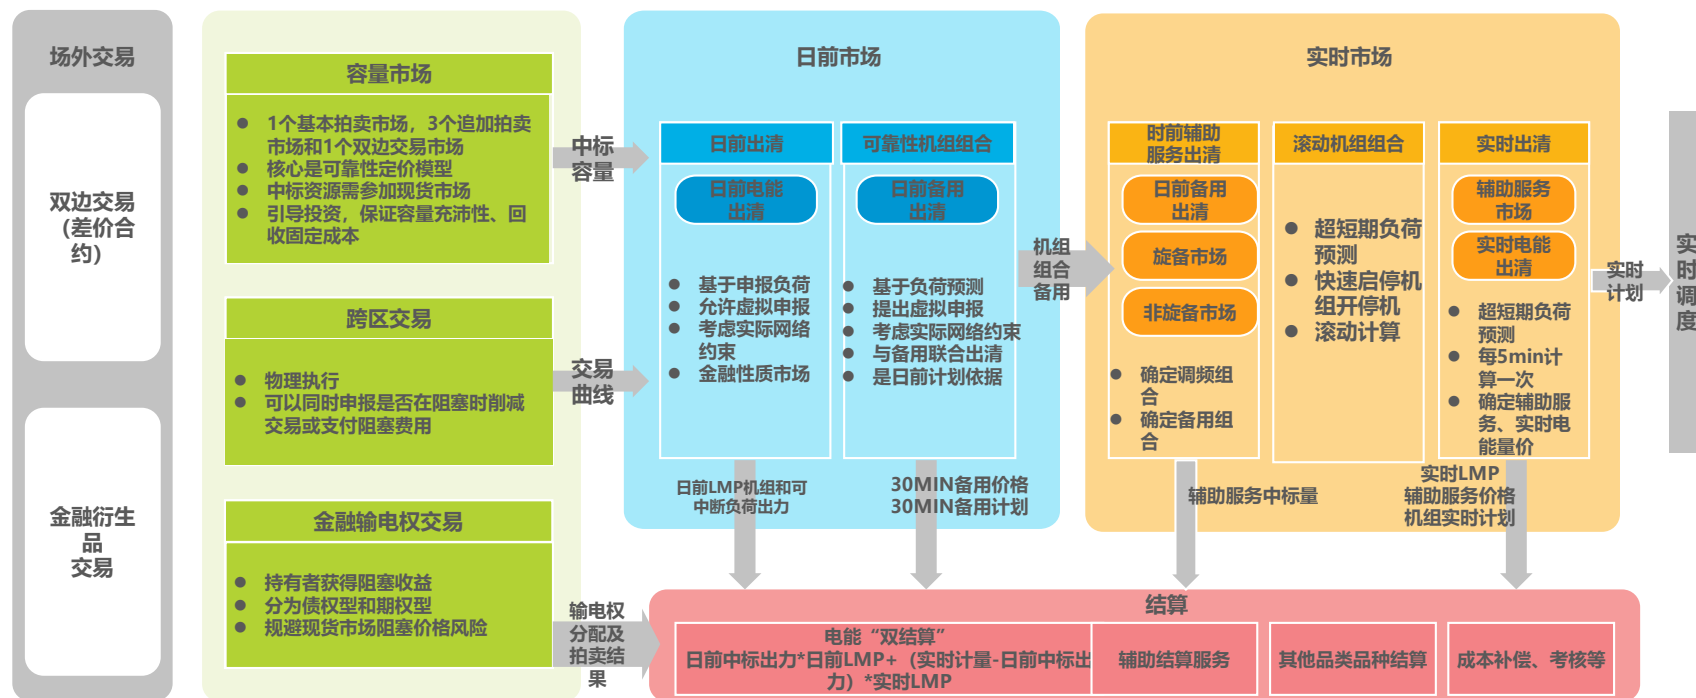 场外交易
双边交易
（差价合
约）
金融衍生
品
交易
容量市场
● 1个基本拍卖市场，3个追加拍卖
市场和1个双边交易市场
● 核心是可靠性定价模型
● 中标资源需参加现货市场
● 引导投资，保证容量充沛性、回
收固定成本
跨区交易
● 物理执行
● 可以同时申报是否在阻塞时削减
交易或支付阻塞费用
金融输电权交易
● 持有者获得阻塞收益
● 分为债权型和期权型
● 规避现货市场阻塞价格风险
中标
容量
交易
曲线
输电权
分配及
拍卖结
果
日前市场
日前出清
日前电能
出清
● 基于申报负荷
● 允许虚拟申报
● 考虑实际网络
约束
● 金融性质市场
可靠性机组组合
日前备用
出清
● 基于负荷预测
● 提出虚拟申报
● 考虑实际网络约束
● 与备用联合出清
● 是日前计划依据
日前LMP机组和可
中断负荷出力
30MIN备用价格
30MIN备用计划
机组
组合
备用
实时市场
时前辅助
服务出清
日前备用
出清
旋备市场
非旋备市场
● 确定调频组
合
● 确定备用组
合
滚动机组组合
● 超短期负荷
预测
● 快速启停机
组开停机
● 滚动计算
实时出清
辅助服务
市场
实时电能
出清
● 超短期负荷
预测
● 每5min计
算一次
● 确定辅助服
务、实时电
能量价
辅助服务中标量
实时LMP
辅助服务价格
机组实时计划
实时
计划
实
时
调
度
结算
电能“双结算”
日前中标出力*日前LMP+（实时计量-日前中标出
力）*实时LMP
辅助结算服务
其他品类品种结算
成本补偿、考核等